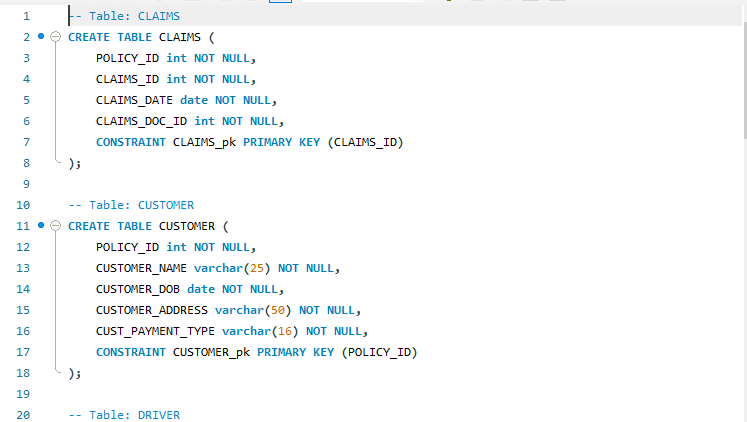 1 -- Table: CLAIMS
2 CREATE TABLE CLAIMS (
3 POLICY_ID int NOT NULL,
4 CLAIMS_ID int NOT NULL,
5 CLAIMS_DATE date NOT NULL,
6 CLAIMS_DOC_ID int NOT NULL,
7 CONSTRAINT CLAIMS_pk PRIMARY KEY (CLAIMS_ID)
8 );
9
10 -- Table: CUSTOMER
11 CREATE TABLE CUSTOMER (
12 POLICY_ID int NOT NULL,
13 CUSTOMER_NAME varchar(25) NOT NULL,
14 CUSTOMER_DOB date NOT NULL,
15 CUSTOMER_ADDRESS varchar(50) NOT NULL,
16 CUST_PAYMENT_TYPE varchar(16) NOT NULL,
17 CONSTRAINT CUSTOMER_pk PRIMARY KEY (POLICY_ID)
18 );
19
20 -- Table: DRIVER